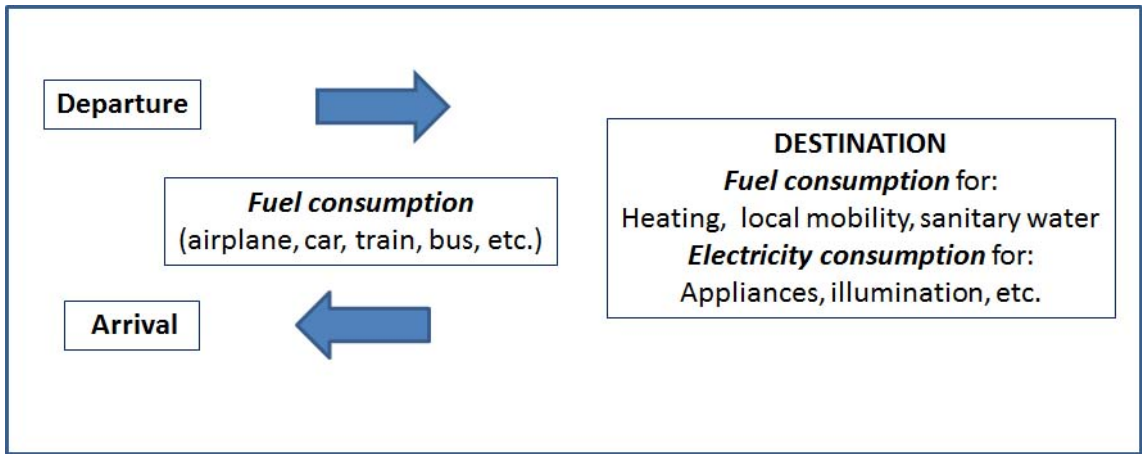 Departure
Fuel consumption
(airplane, car, train, bus, etc.)
Arrival
DESTINATION
Fuel consumption for:
Heating, local mobility, sanitary water
Electricity consumption for:
Appliances, illumination, etc.